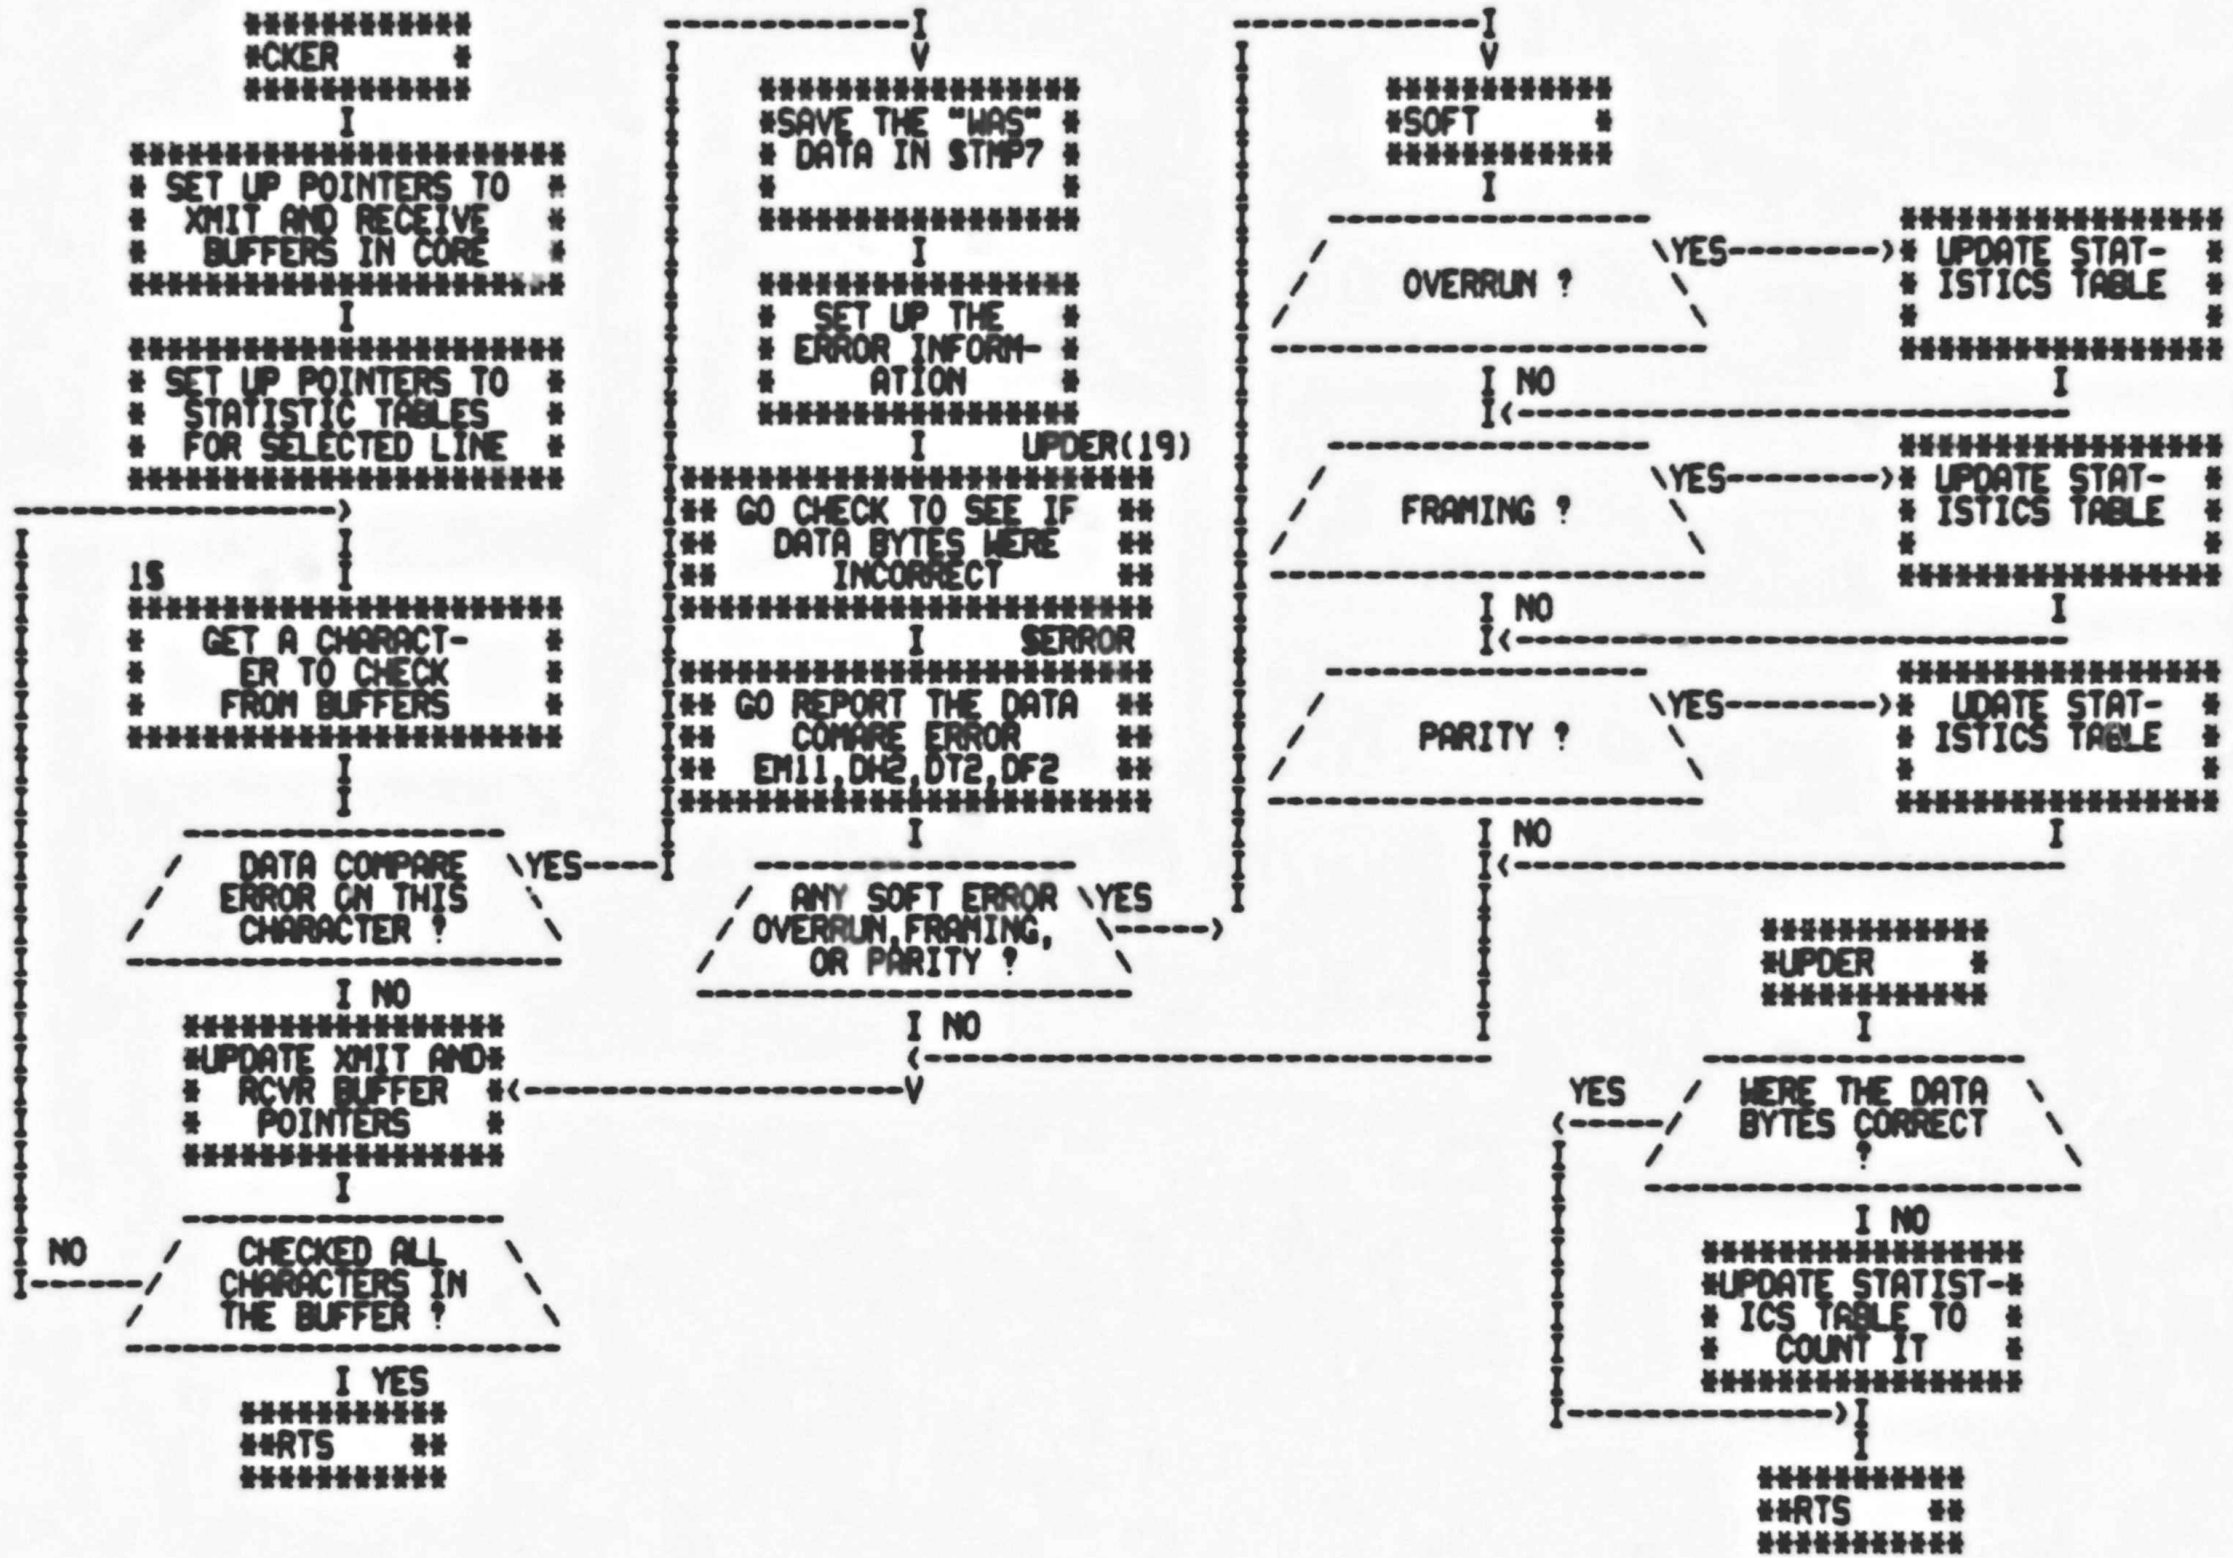 CKER
SET UP POINTERS TO
XMIT AND RECEIVE
BUFFERS IN CORE
SET UP POINTERS TO
STATISTIC TABLES
FOR SELECTED LINE
1$
GET A CHARACT-
ER TO CHECK
FROM BUFFERS
DATA COMPARE
ERROR ON THIS
CHARACTER ?
YES
NO
UPDATE XMIT AND
RCVR BUFFER
POINTERS
CHECKED ALL
CHARACTERS IN
THE BUFFER ?
NO
YES
RTS
SAVE THE "WAS"
DATA IN $TMP7
SET UP THE
ERROR INFORM-
ATION
UPDER(19)
GO CHECK TO SEE IF
DATA BYTES WERE
INCORRECT
$ERROR
GO REPORT THE DATA
COMARE ERROR
EM11,DH2,DT2,DF2
ANY SOFT ERROR
OVERRUN,FRAMING,
OR PARITY ?
YES
NO
SOFT
OVERRUN ?
YES
UPDATE STAT-
ISTICS TABLE
NO
FRAMING ?
YES
UPDATE STAT-
ISTICS TABLE
NO
PARITY ?
YES
UDATE STAT-
ISTICS TABLE
NO
UPDER
WERE THE DATA
BYTES CORRECT
?
YES
NO
UPDATE STATIST-
ICS TABLE TO
COUNT IT
RTS